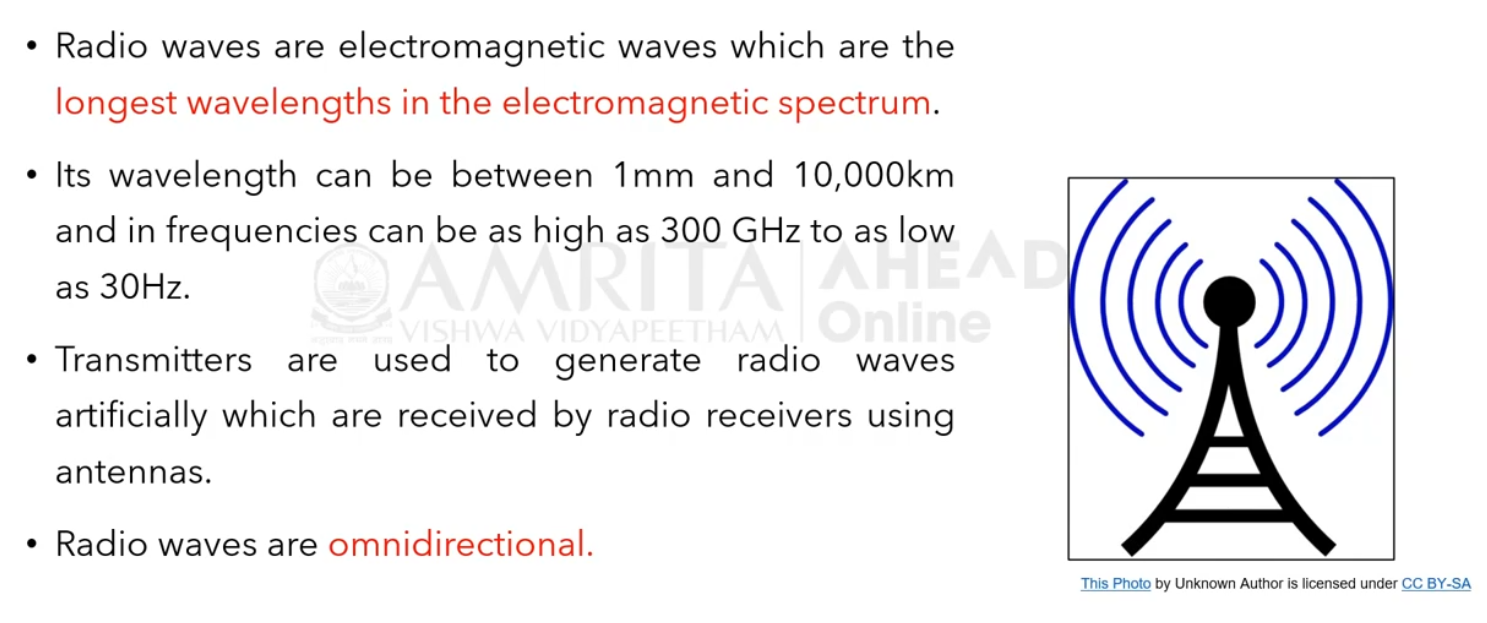 • Radio waves are electromagnetic waves which are the
longest wavelengths in the electromagnetic spectrum.
• Its wavelength can be between 1mm and 10,000km
and in frequencies can be as high as 300 GHz to as low
as 30Hz.
AMRITA AHEAD
VISHWA VIDYAPEETHAM Online
• Transmitters are used to generate radio waves
artificially which are received by radio receivers using
antennas.
• Radio waves are omnidirectional.
This Photo by Unknown Author is licensed under CC BY-SA